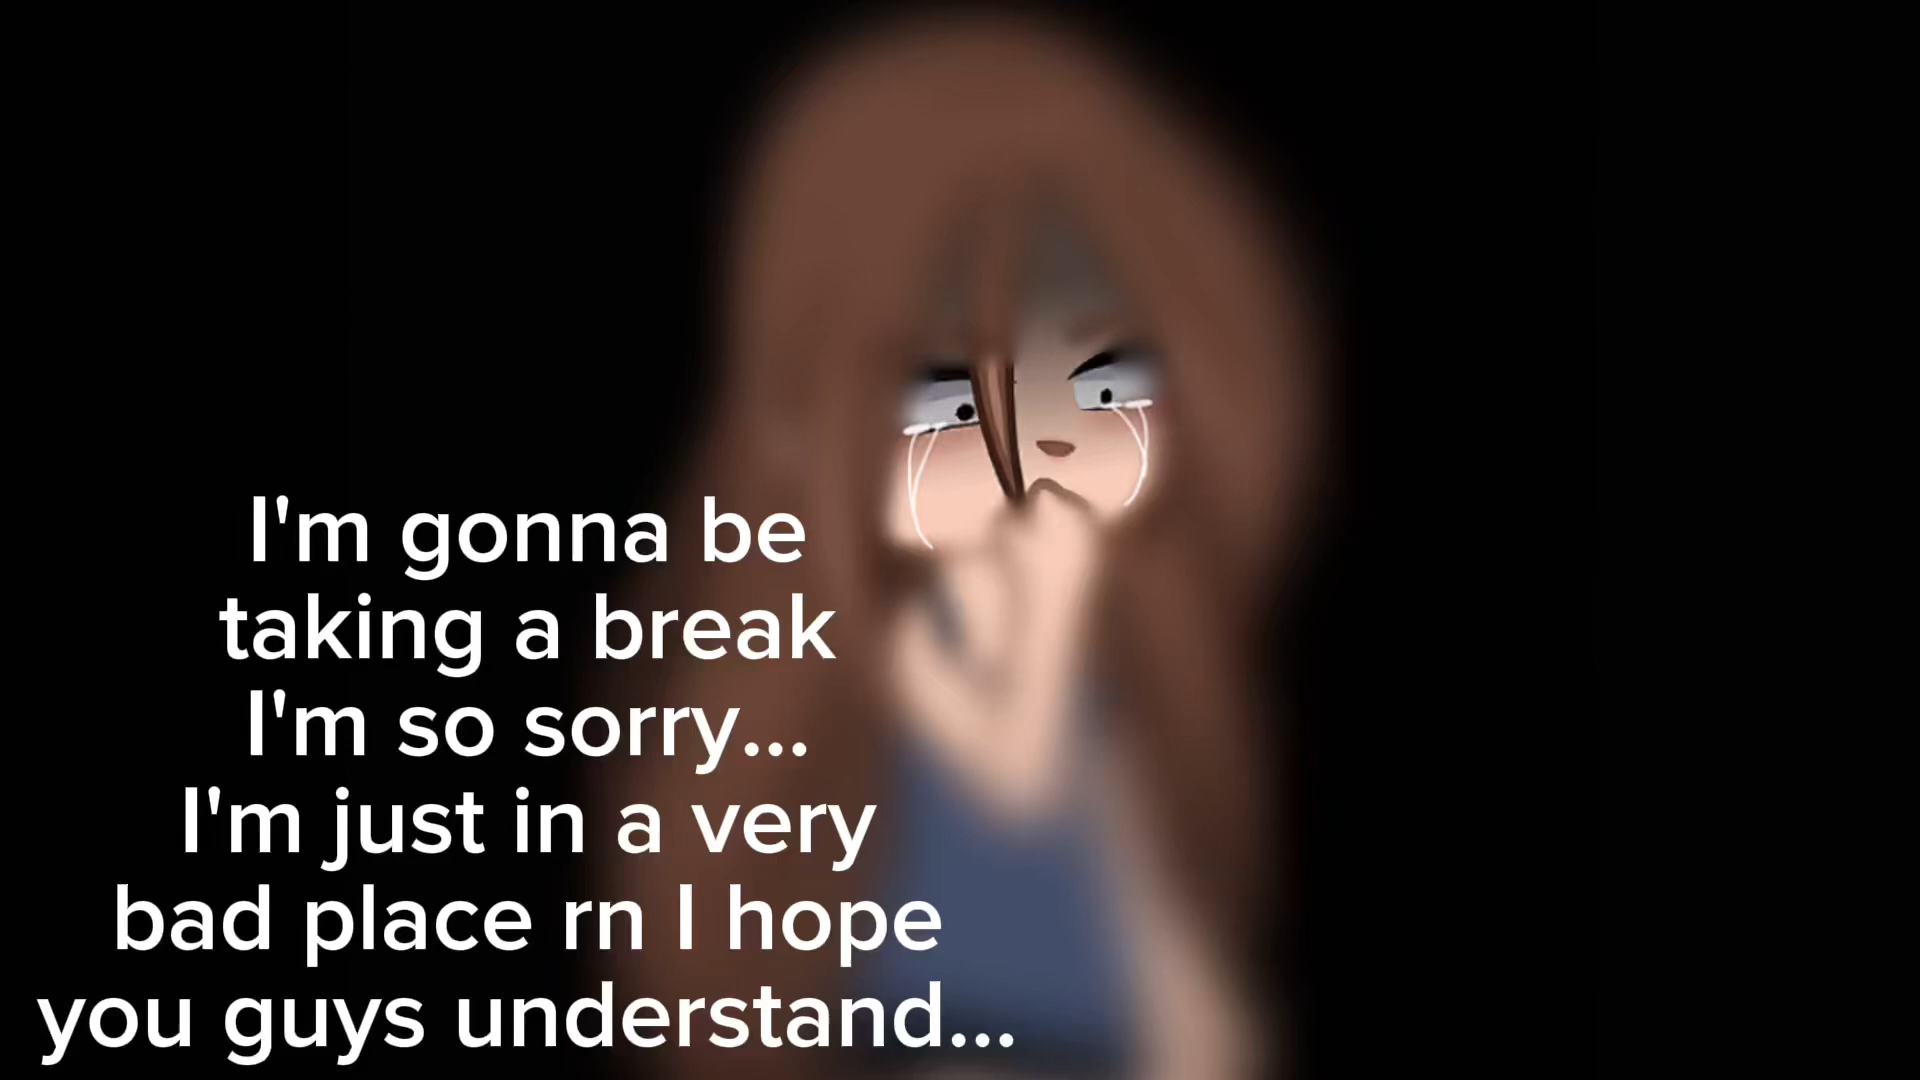 I'm gonna be
taking a break
I'm so sorry...
I'm just in a very
bad place rn I hope
you guys understand...